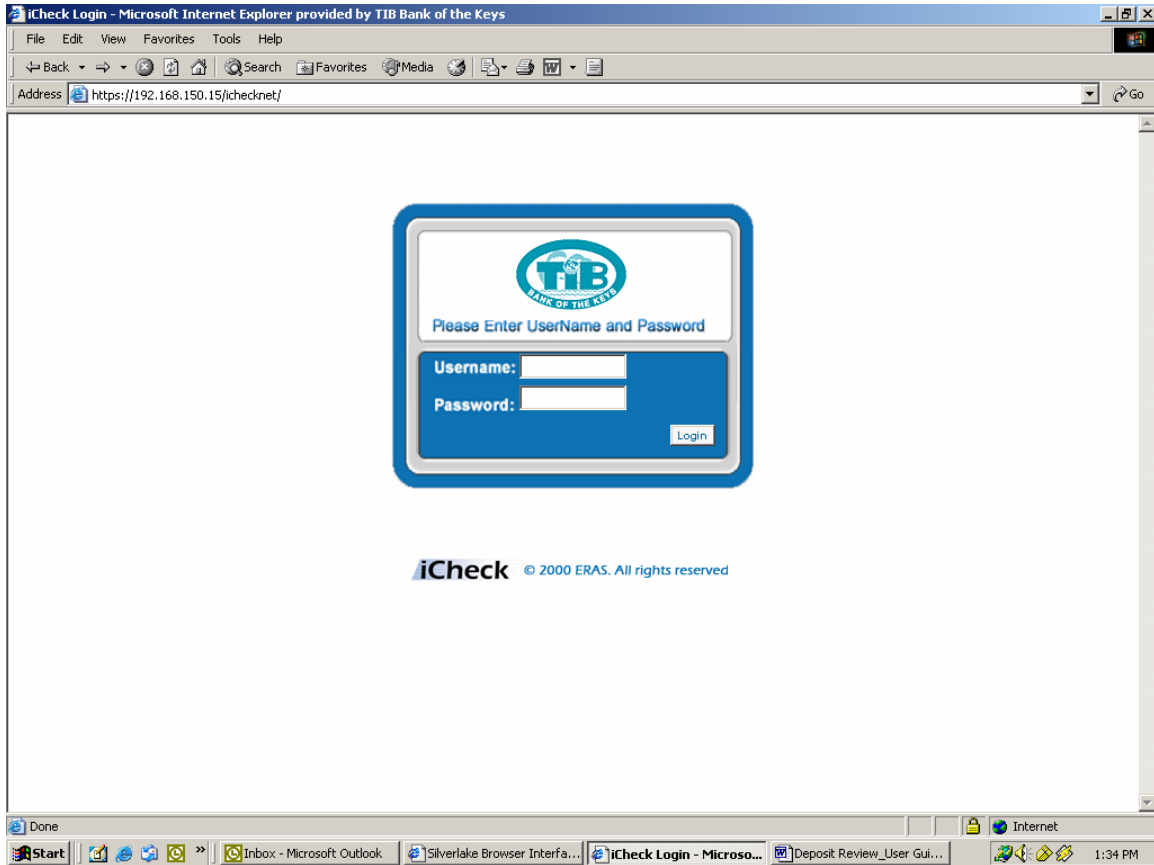 iCheck Login - Microsoft Internet Explorer provided by TIB Bank of the Keys
File Edit View Favorites Tools Help
Back Search Favorites Media
Address https://192.168.150.15/ichecknet/ Go
TiB
BANK OF THE KEYS
Please Enter UserName and Password
Username:
Password:
Login
iCheck © 2000 ERAS. All rights reserved
Done Internet
Start » Inbox - Microsoft Outlook Silverlake Browser Interfa... iCheck Login - Microso... Deposit Review_User Gui... 1:34 PM